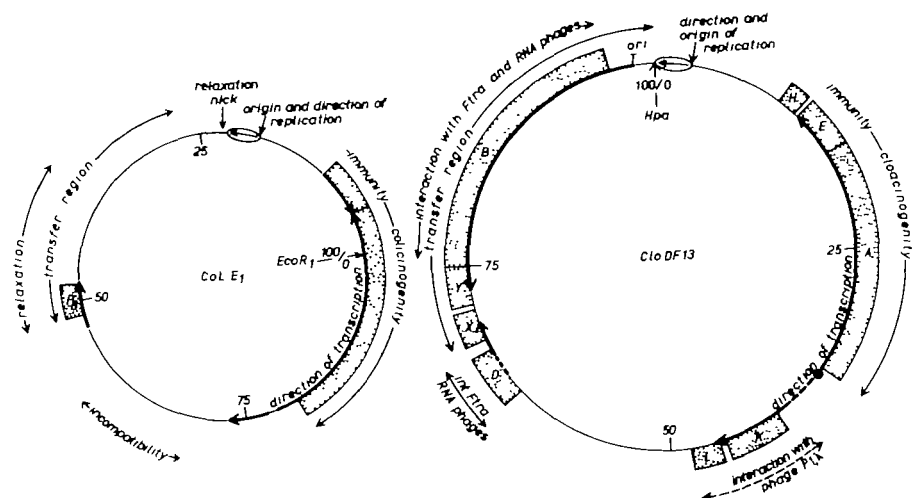 relaxation
nick
origin and direction of
replication
25
transfer region
relaxation
Col E1
EcoR1
100/
0
immunity
colicinogenity
50
75
direction of transcription
incompatibility
direction and
origin of
replication
interaction with Ftra and RNA phages
transfer region
ori
100/0
Hpa
B
H
E
immunity
cloacinogenity
Clo DF13
25
A
75
Y
X
D
int Ftra
RNA phages
50
direction of transcription
interaction with
phage P1,λ